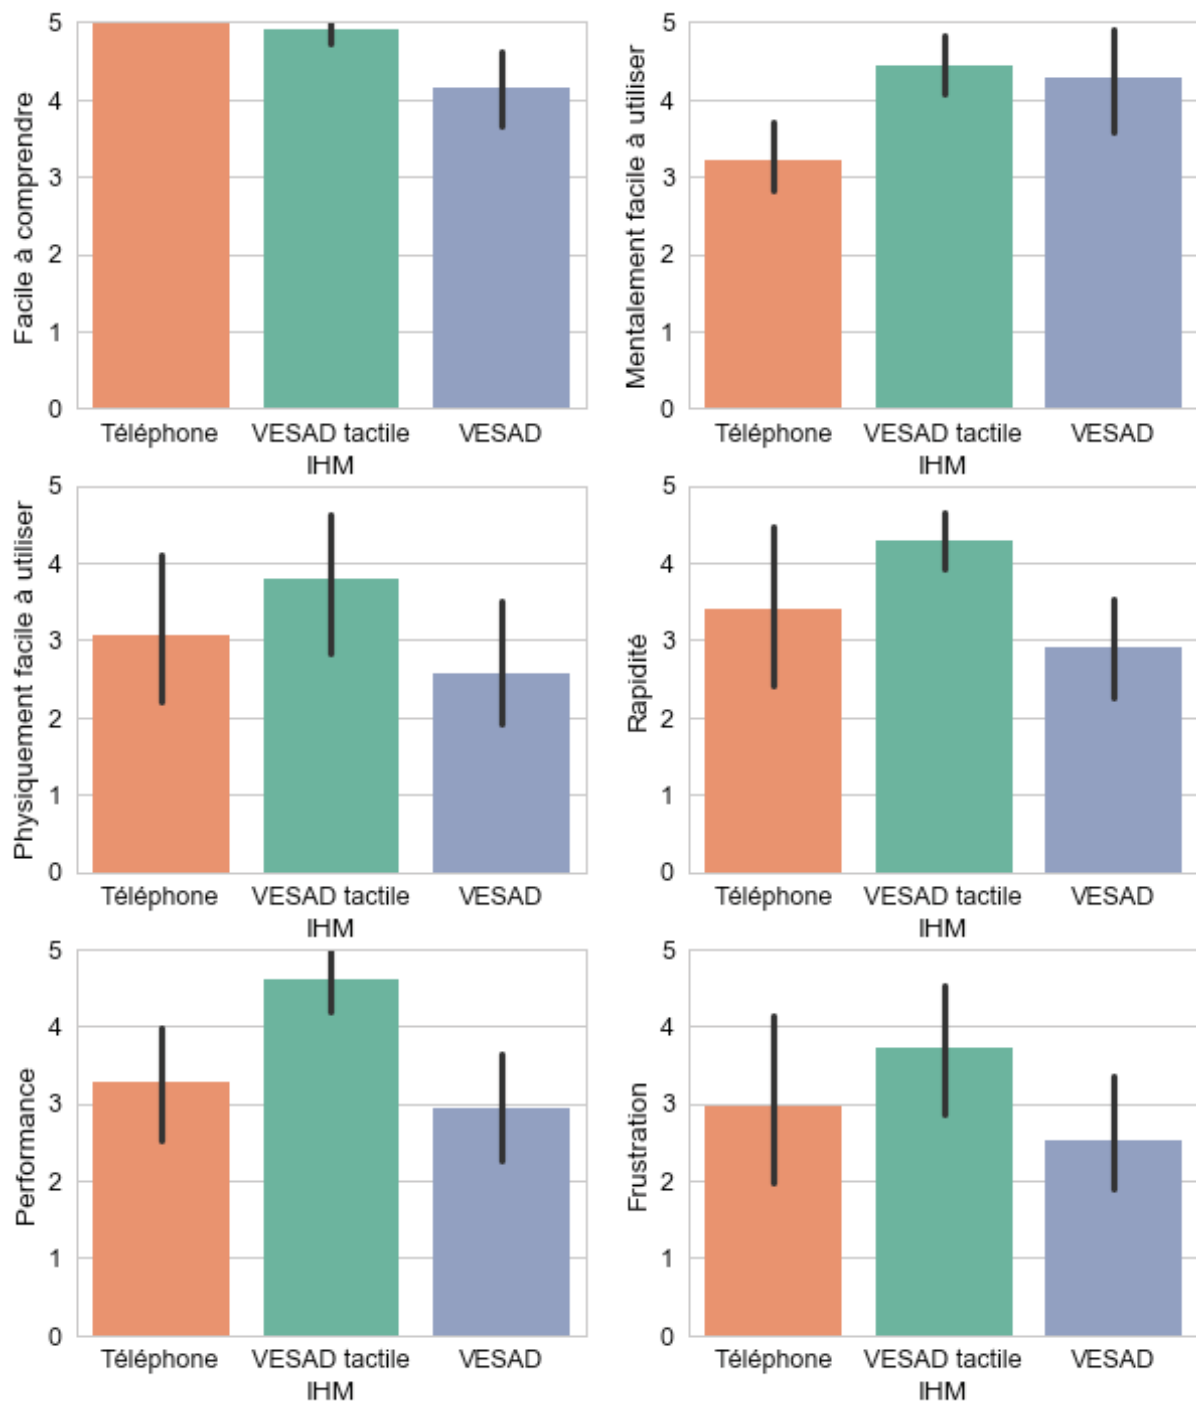 Facile à comprendre
5
4
3
2
1
0
Téléphone VESAD tactile VESAD
IHM
Mentalement facile à utiliser
5
4
3
2
1
0
Téléphone VESAD tactile VESAD
IHM
Physiquement facile à utiliser
5
4
3
2
1
0
Téléphone VESAD tactile VESAD
IHM
Rapidité
5
4
3
2
1
0
Téléphone VESAD tactile VESAD
IHM
Performance
5
4
3
2
1
0
Téléphone VESAD tactile VESAD
IHM
Frustration
5
4
3
2
1
0
Téléphone VESAD tactile VESAD
IHM